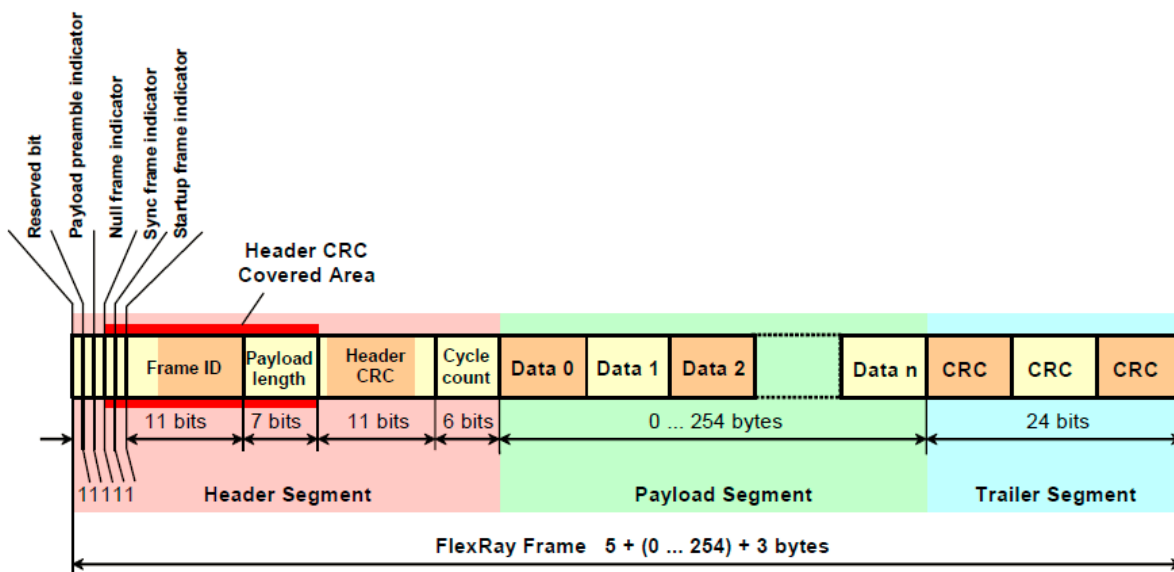 Reserved bit
Payload preamble indicator
Null frame indicator
Sync frame indicator
Startup frame indicator
Header CRC
Covered Area
Frame ID
Payload
length
Header
CRC
Cycle
count
Data 0
Data 1
Data 2
Data n
CRC
CRC
CRC
11 bits
7 bits
11 bits
6 bits
0 ... 254 bytes
24 bits
11111
Header Segment
Payload Segment
Trailer Segment
FlexRay Frame 5 + (0 ... 254) + 3 bytes